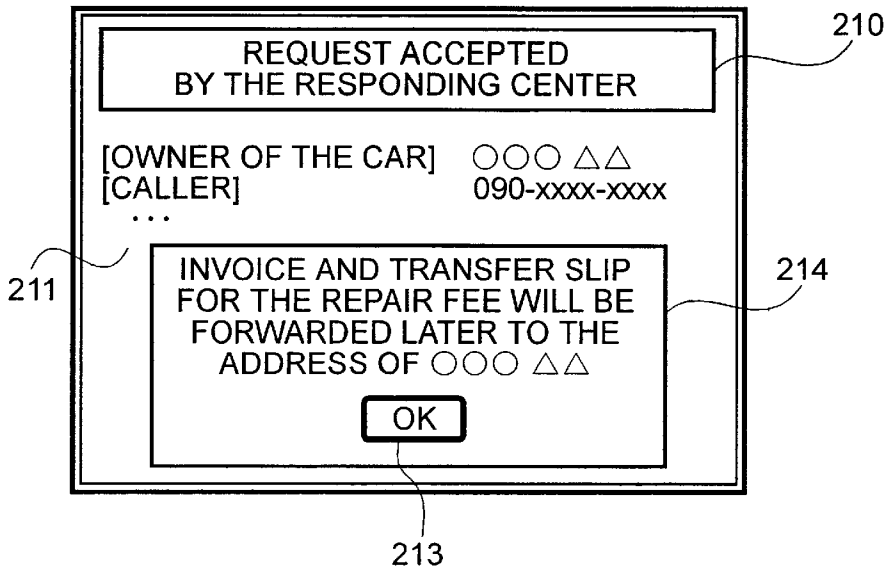 210
REQUEST ACCEPTED
BY THE RESPONDING CENTER
[OWNER OF THE CAR] ○○○ △△
[CALLER] 090-xxxx-xxxx
...
211
214
INVOICE AND TRANSFER SLIP
FOR THE REPAIR FEE WILL BE
FORWARDED LATER TO THE
ADDRESS OF ○○○ △△
OK
213